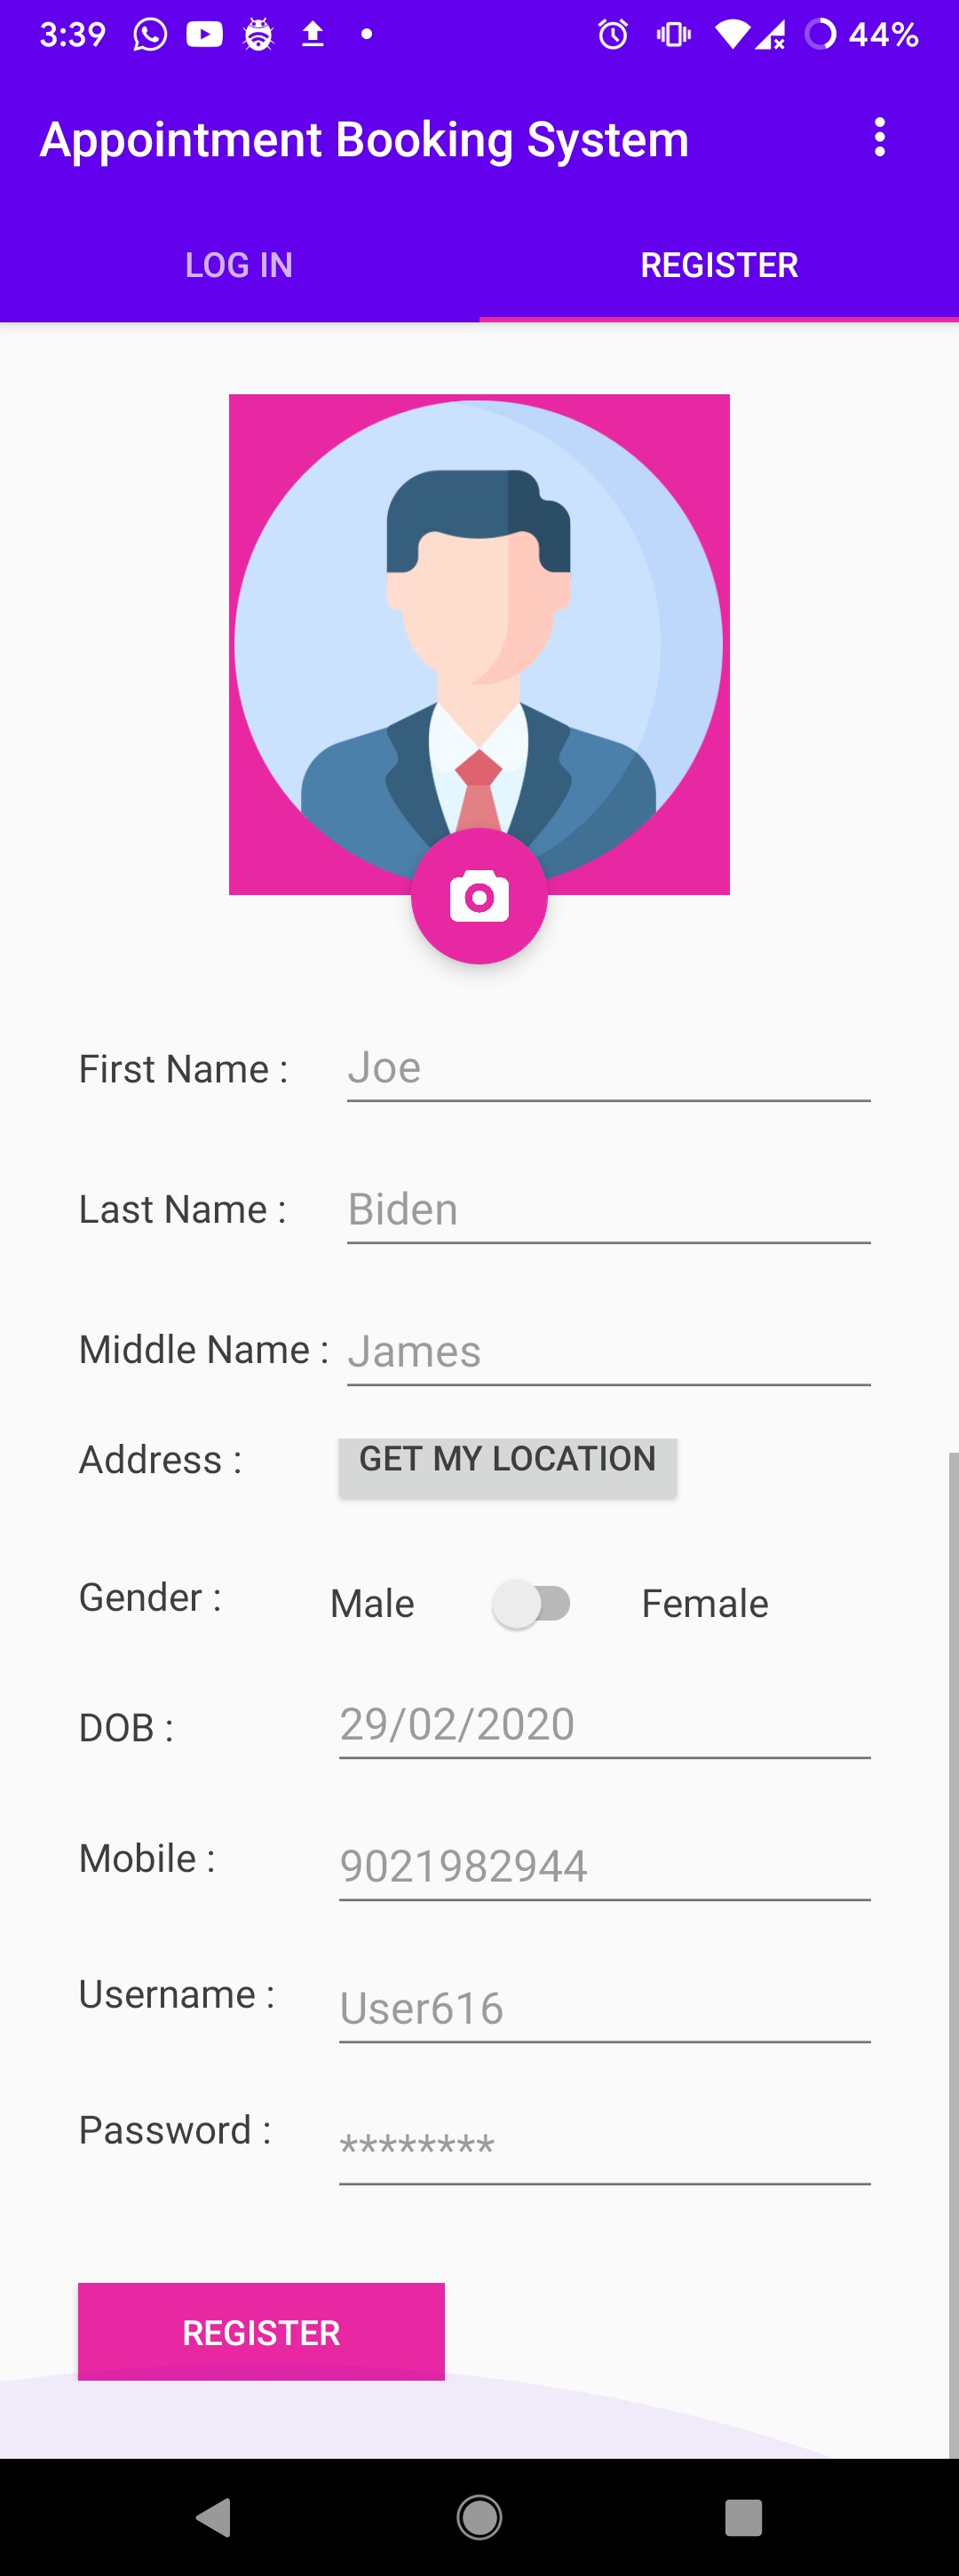 3:39 44%
Appointment Booking System
LOG IN REGISTER
First Name : Joe
Last Name : Biden
Middle Name : James
Address : GET MY LOCATION
Gender : Male Female
DOB : 29/02/2020
Mobile : 9021982944
Username : User616
Password : ********
REGISTER